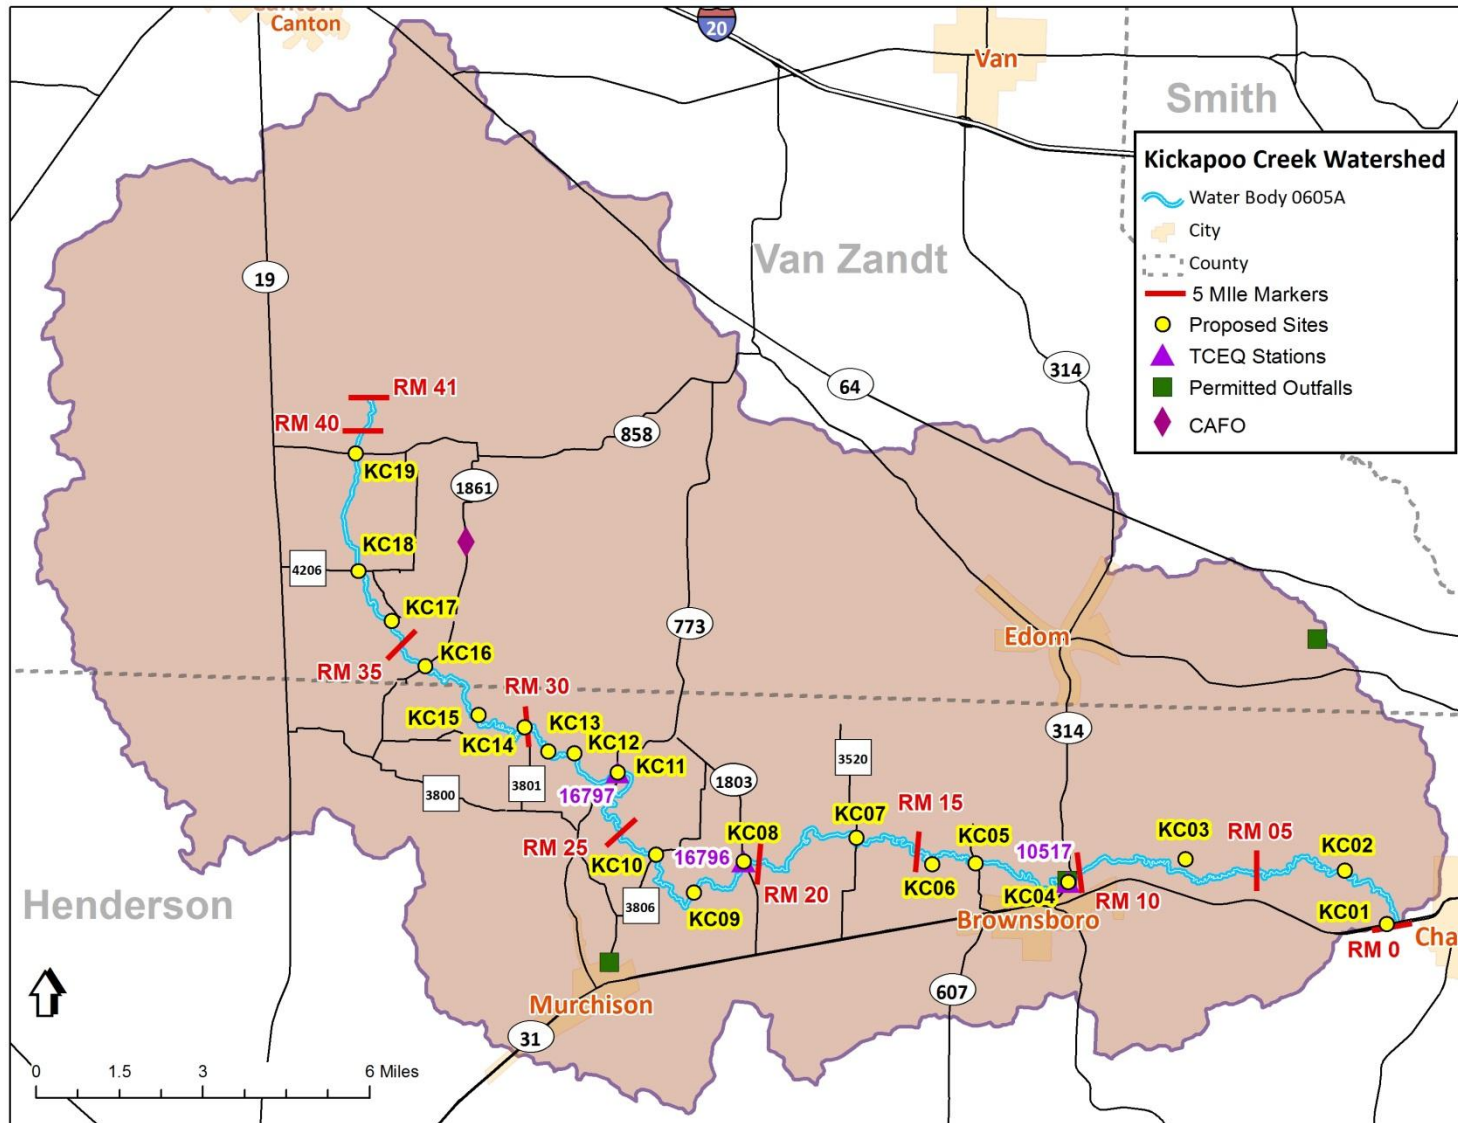 Canton
Canton
20
Van
Smith
Kickapoo Creek Watershed
Water Body 0605A
City
County
5 MIle Markers
Proposed Sites
TCEQ Stations
Permitted Outfalls
CAFO
Van Zandt
19
314
64
RM 41
RM 40
858
KC19
1861
KC18
4206
KC17
773
Edom
KC16
RM 35
RM 30
KC15
KC13
314
KC14
KC12
3520
KC11
1803
3801
16797
3800
RM 15
KC07
KC08
KC05
KC03
RM 05
RM 25
16796
10517
KC02
KC10
KC06
RM 20
KC04
RM 10
Henderson
3806
KC09
Brownsboro
KC01
Cha
RM 0
607
Murchison
31
0 1.5 3 6 Miles